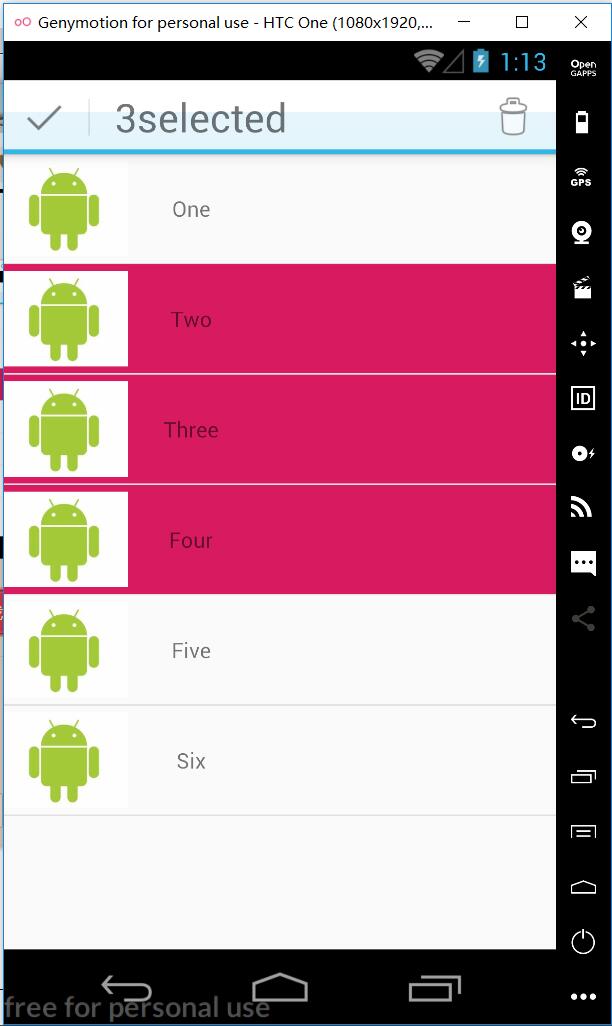 Genymotion for personal use - HTC One (1080x1920,...
1:13
Open
GAPPS
3selected
GPS
One
Two
Three
ID
Four
Five
Six
free for personal use